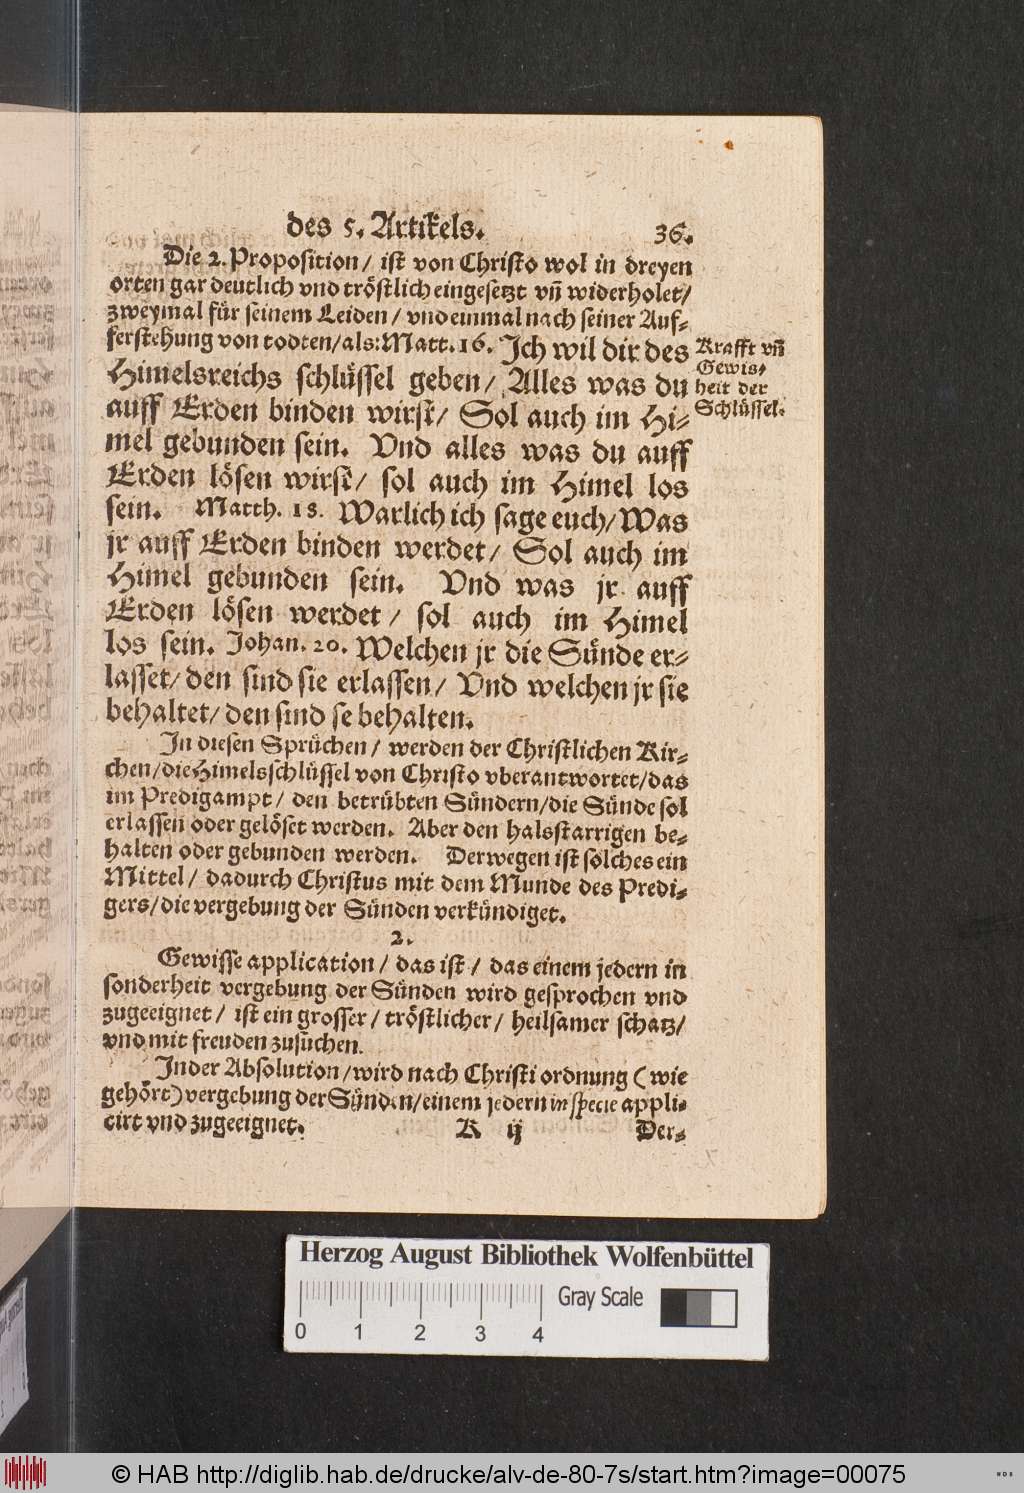 des 5. Artikels. 36.
Die 2. Proposition / ist von Christo wol in dreyen
orten gar deutlich vnd tröstlich eingesetzt vn̄ widerholet /
zweymal für seinem Leiden / vnd einmal nach seiner Auf-
ferstehung von todten / als: Matt. 16. Ich wil dir des
Himelsreichs schlüssel geben / Alles was du
auff Erden binden wirst / Sol auch im Hi-
mel gebunden sein. Vnd alles was du auff
Erden lösen wirst / sol auch im Himel los
sein. Matth. 18. Warlich ich sage euch / Was
jr auff Erden binden werdet / Sol auch im
Himel gebunden sein. Vnd was jr auff
Erden lösen werdet / sol auch im Himel
los sein. Johan. 20. Welchen jr die Sünde er-
lasset / den sind sie erlassen / Vnd welchen jr sie
behaltet / den sind se behalten.
Krafft vn̄
Gewis-
heit der
Schlüssel.
In diesen Sprüchen / werden der Christlichen Kir-
chen / die Himelsschlüssel von Christo vberantwortet / das
im Predigampt / den betrübten Sündern / die Sünde sol
erlassen oder gelöset werden. Aber den halsstarrigen be-
halten oder gebunden werden. Derwegen ist solches ein
Mittel / dadurch Christus mit dem Munde des Predi-
gers / die vergebung der Sünden verkündiget.
2.
Gewisse application / das ist / das einem jedern in
sonderheit vergebung der Sünden wird gesprochen vnd
zugeeignet / ist ein grosser / tröstlicher / heilsamer schatz /
vnd mit freuden zusuchen.
In der Absolution / wird nach Christi ordnung ( wie
gehört ) vergebung der Sünden / einem jedern in specie appli-
cirt vnd zugeeignet.
K ij Der-
Herzog August Bibliothek Wolfenbüttel
Gray Scale
0 1 2 3 4
© HAB http://diglib.hab.de/drucke/alv-de-80-7s/start.htm?image=00075